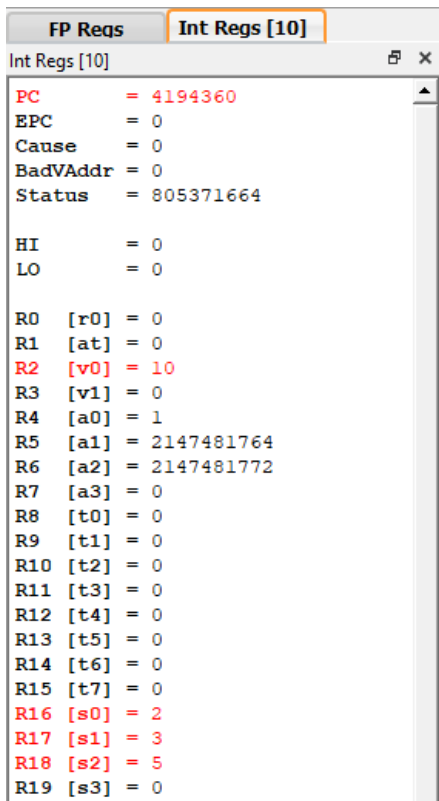 FP Regs Int Regs [10]
Int Regs [10]
PC = 4194360
EPC = 0
Cause = 0
BadVAddr = 0
Status = 805371664
HI = 0
LO = 0
R0 [r0] = 0
R1 [at] = 0
R2 [v0] = 10
R3 [v1] = 0
R4 [a0] = 1
R5 [a1] = 2147481764
R6 [a2] = 2147481772
R7 [a3] = 0
R8 [t0] = 0
R9 [t1] = 0
R10 [t2] = 0
R11 [t3] = 0
R12 [t4] = 0
R13 [t5] = 0
R14 [t6] = 0
R15 [t7] = 0
R16 [s0] = 2
R17 [s1] = 3
R18 [s2] = 5
R19 [s3] = 0